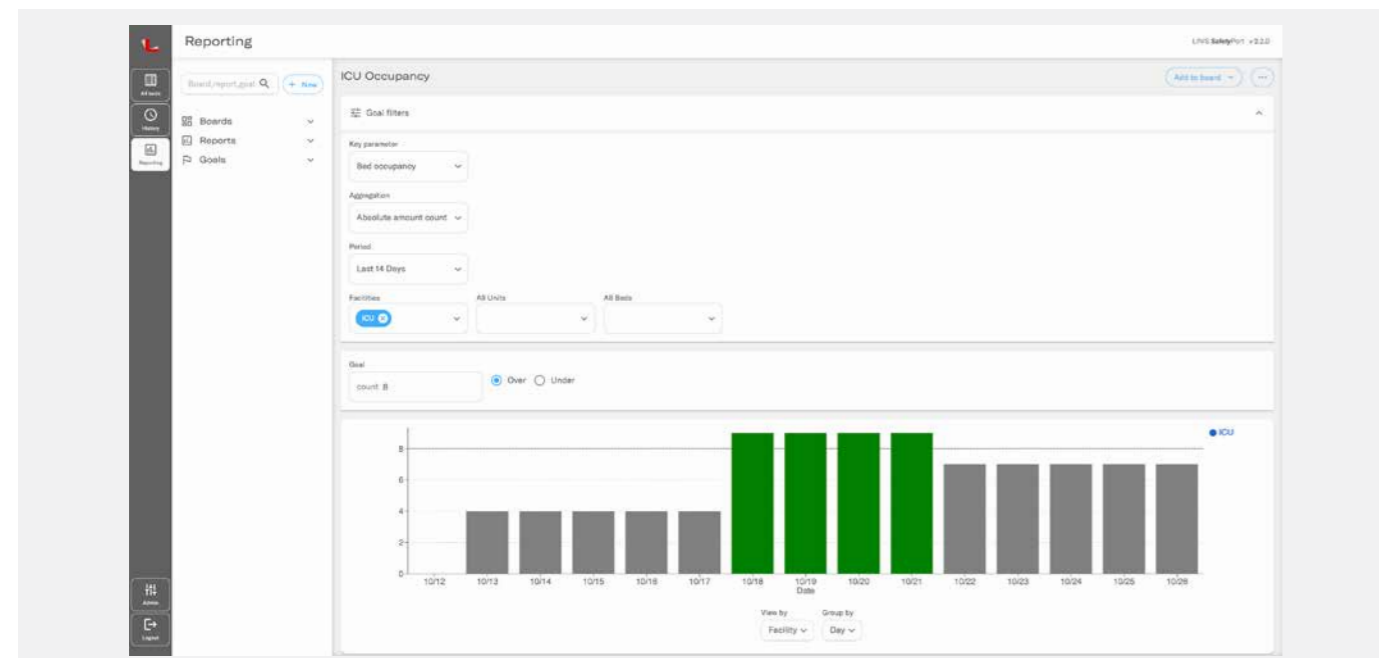 Reporting
LINIS SafetyPort v3.2.0
All beds
History
Reporting
Admin
Logout
Board,report,goal
+ New
Boards
Reports
Goals
ICU Occupancy
Add to board
Goal filters
Key parameter
Bed occupancy
Aggregation
Absolute amount count
Period
Last 14 Days
Facilities All Units All Beds
ICU
Goal
count 8 Over Under
ICU
8
6
4
2
0
10/12 10/13 10/14 10/15 10/16 10/17 10/18 10/19 10/20 10/21 10/22 10/23 10/24 10/25 10/26
Date
View by Group by
Facility Day